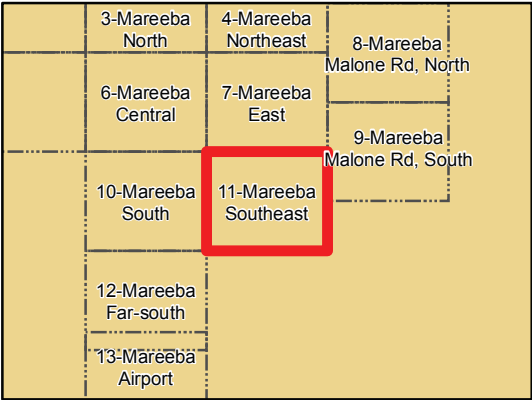 3-Mareeba
North
4-Mareeba
Northeast
8-Mareeba
Malone Rd, North
6-Mareeba
Central
7-Mareeba
East
9-Mareeba
Malone Rd, South
10-Mareeba
South
11-Mareeba
Southeast
12-Mareeba
Far-south
13-Mareeba
Airport